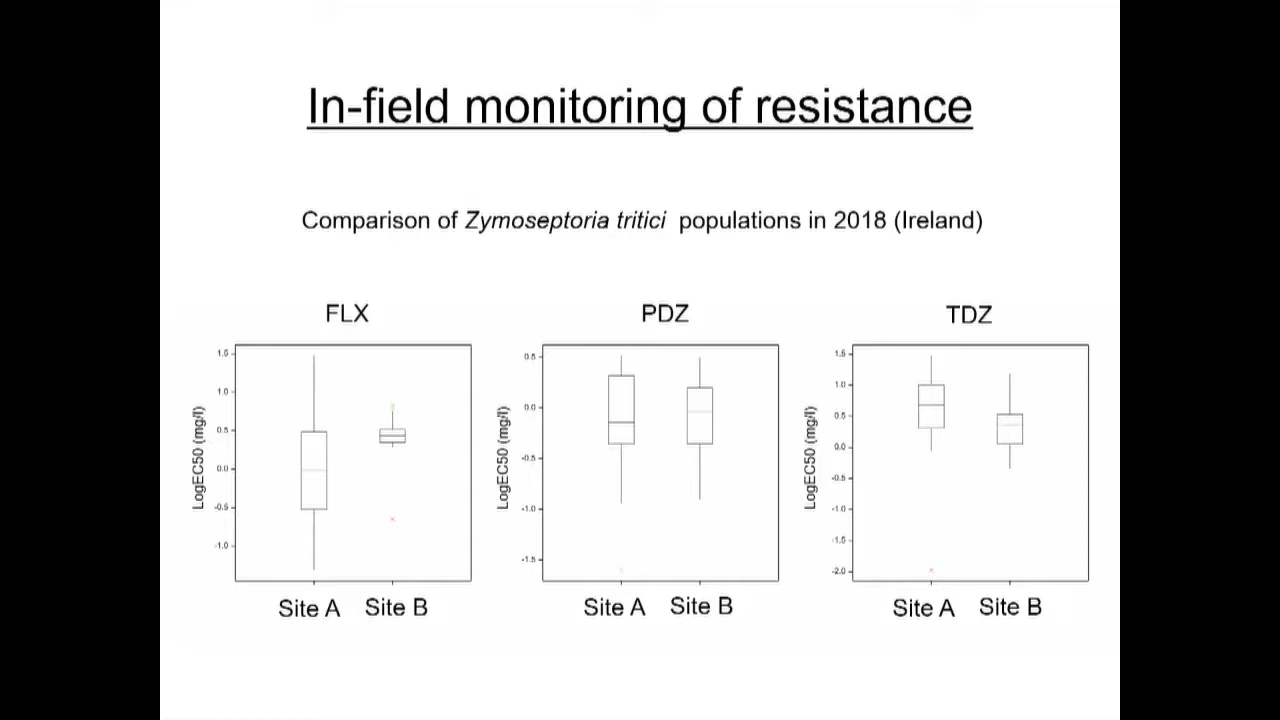 In-field monitoring of resistance
Comparison of Zymoseptoria tritici populations in 2018 (Ireland)
FLX
PDZ
TDZ
LogEC50 (mg/l)
1.0
0.5
0.0
-0.5
-1.0
Site A Site B
LogEC50 (mg/l)
0.5
0.0
-0.5
-1.0
-1.5
Site A Site B
LogEC50 (mg/l)
1.5
1.0
0.5
0.0
-0.5
-1.0
-1.5
-2.0
Site A Site B